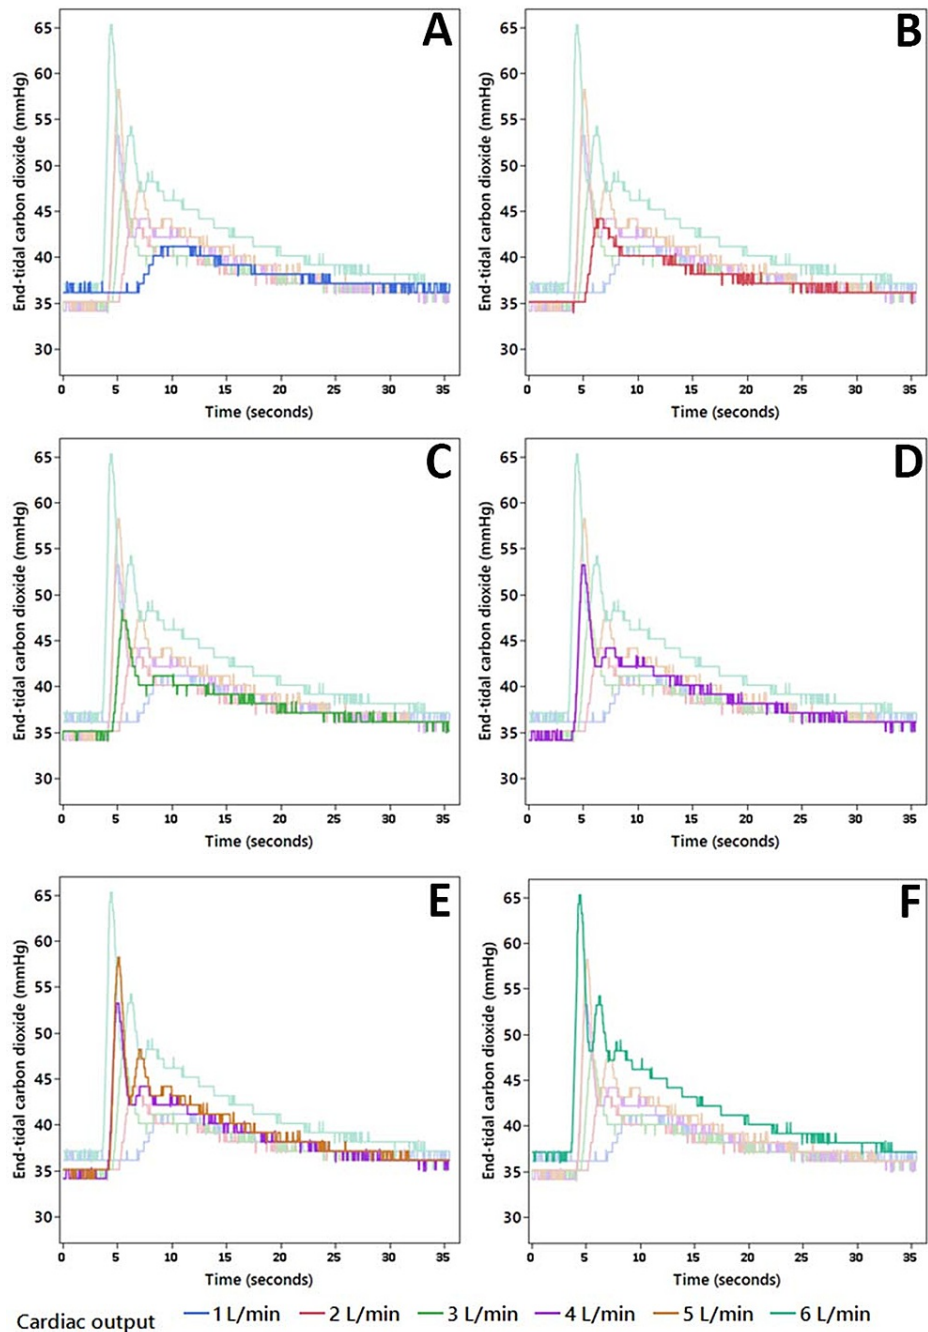 A
65
60
55
50
45
40
35
30
End-tidal carbon dioxide (mmHg)
0 5 10 15 20 25 30 35
Time (seconds)
B
65
60
55
50
45
40
35
30
End-tidal carbon dioxide (mmHg)
0 5 10 15 20 25 30 35
Time (seconds)
C
65
60
55
50
45
40
35
30
End-tidal carbon dioxide (mmHg)
0 5 10 15 20 25 30 35
Time (seconds)
D
65
60
55
50
45
40
35
30
End-tidal carbon dioxide (mmHg)
0 5 10 15 20 25 30 35
Time (seconds)
E
65
60
55
50
45
40
35
30
End-tidal carbon dioxide (mmHg)
0 5 10 15 20 25 30 35
Time (seconds)
F
65
60
55
50
45
40
35
30
End-tidal carbon dioxide (mmHg)
0 5 10 15 20 25 30 35
Time (seconds)
Cardiac output 1 L/min 2 L/min 3 L/min 4 L/min 5 L/min 6 L/min